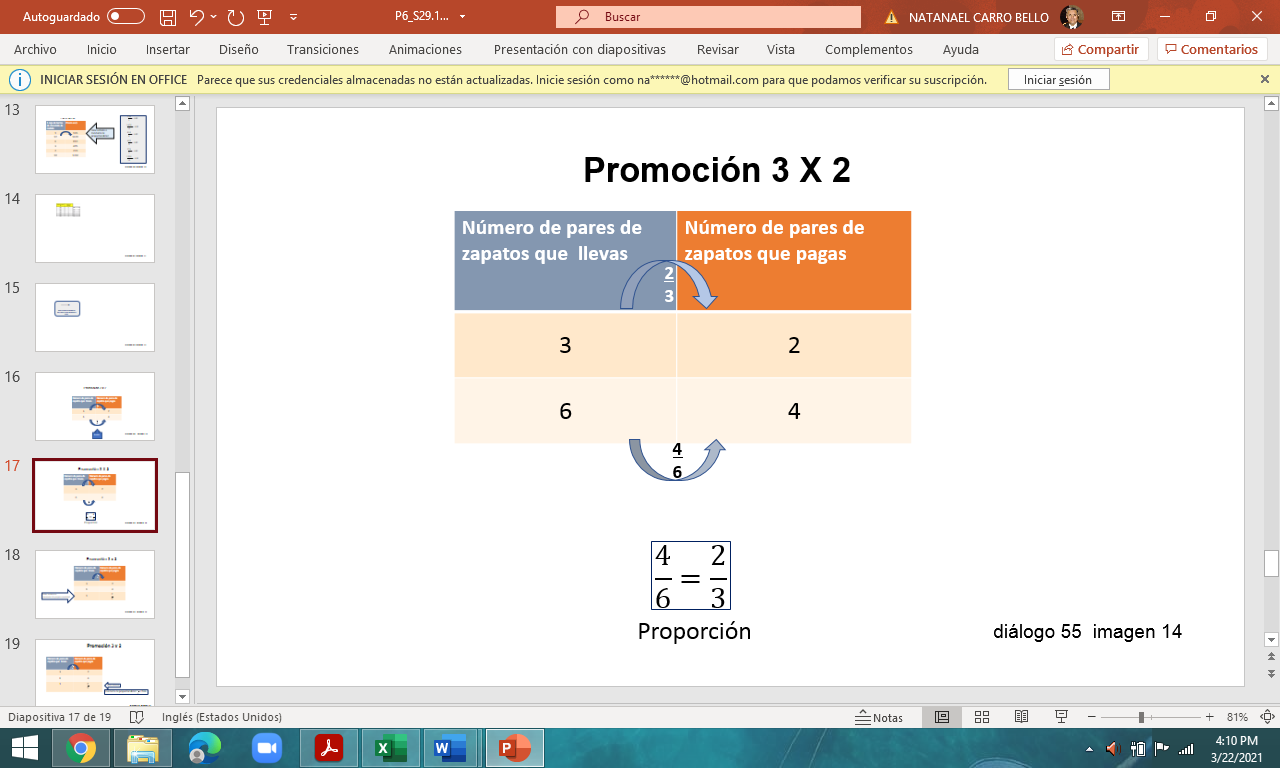 Autoguardado
P6_S29.1...
Buscar
NATANAEL CARRO BELLO
Archivo Inicio Insertar Diseño Transiciones Animaciones Presentación con diapositivas Revisar Vista Complementos Ayuda Compartir Comentarios
INICIAR SESIÓN EN OFFICE Parece que sus credenciales almacenadas no están actualizadas. Inicie sesión como na******@hotmail.com para que podamos verificar su suscripción. Iniciar sesión
13
14
15
16
17
18
19
Promoción 3 X 2
Número de pares de
zapatos que llevas
Número de pares de
zapatos que pagas
2
3
3 2
6 4
4
6
4/6 = 2/3
Proporción
diálogo 55 imagen 14
Diapositiva 17 de 19 Inglés (Estados Unidos) Notas 81%
4:10 PM
3/22/2021